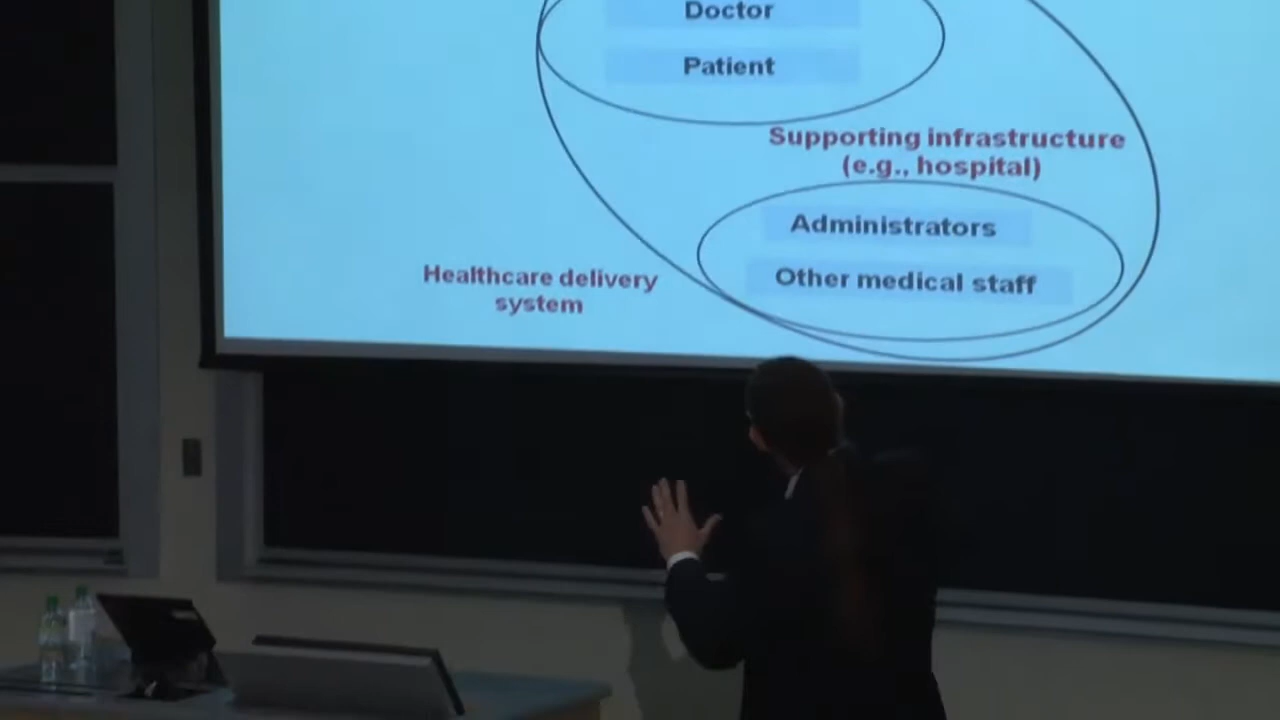 Doctor
Patient
Supporting infrastructure
(e.g., hospital)
Administrators
Other medical staff
Healthcare delivery
system